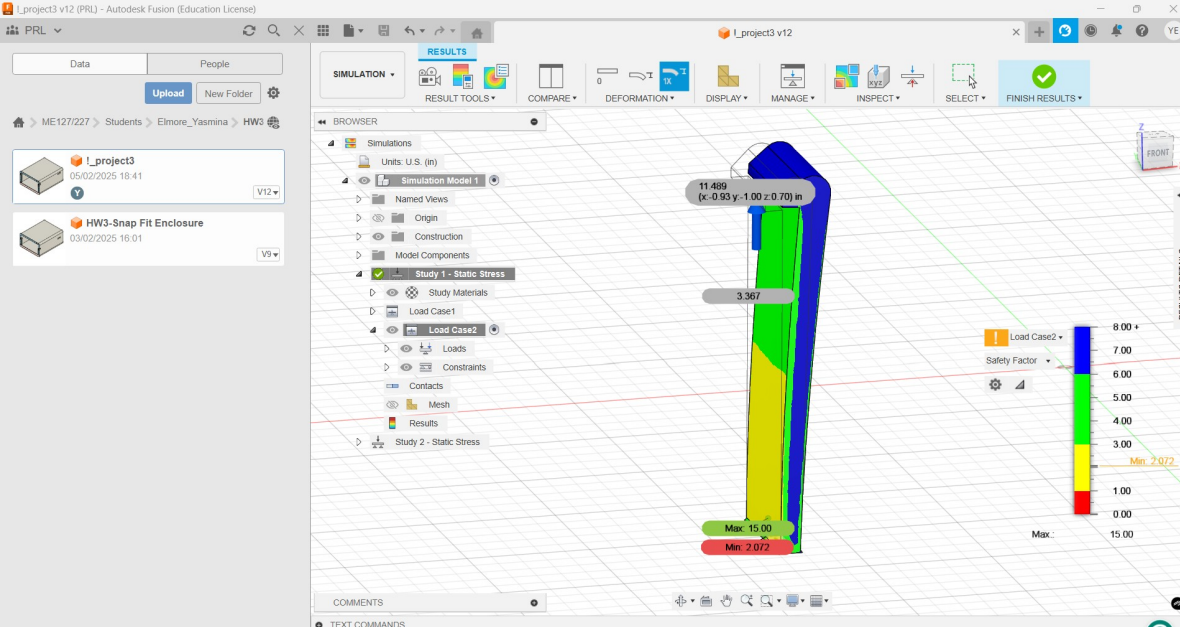 !_project3 v12 (PRL) - Autodesk Fusion (Education License)
PRL
!_project3 v12
YE
Data
People
Upload
New Folder
ME127/227
Students
Elmore_Yasmina
HW3
!_project3
05/02/2025 18:41
Y
V12
HW3-Snap Fit Enclosure
03/02/2025 16:01
V9
RESULTS
SIMULATION
RESULT TOOLS
COMPARE
DEFORMATION
DISPLAY
MANAGE
INSPECT
SELECT
FINISH RESULTS
0
1X
xyz
BROWSER
Simulations
Units: U.S. (in)
Simulation Model 1
Named Views
Origin
Construction
Model Components
Study 1 - Static Stress
Study Materials
Load Case1
Load Case2
Loads
Constraints
Contacts
Mesh
Results
Study 2 - Static Stress
11.489
(x:-0.93 y:-1.00 z:0.70) in
3.367
Max: 15.00
Min: 2.072
Z
FRONT
Load Case2
Safety Factor
8.00 +
7.00
6.00
5.00
4.00
3.00
Min: 2.072
1.00
0.00
Max.: 15.00
COMMENTS
TEXT COMMANDS